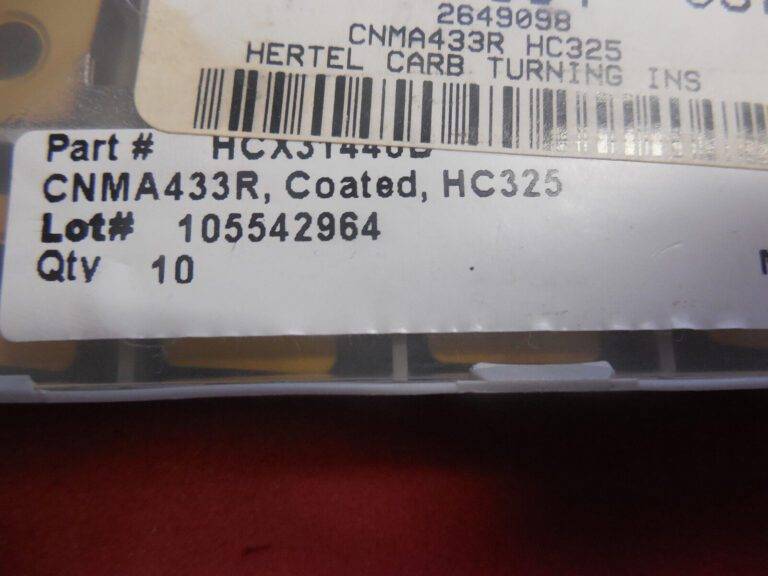 2649098
CNMA433R HC325
HERTEL CARB TURNING INS
Part #
CNMA433R, Coated, HC325
Lot# 105542964
Qty 10